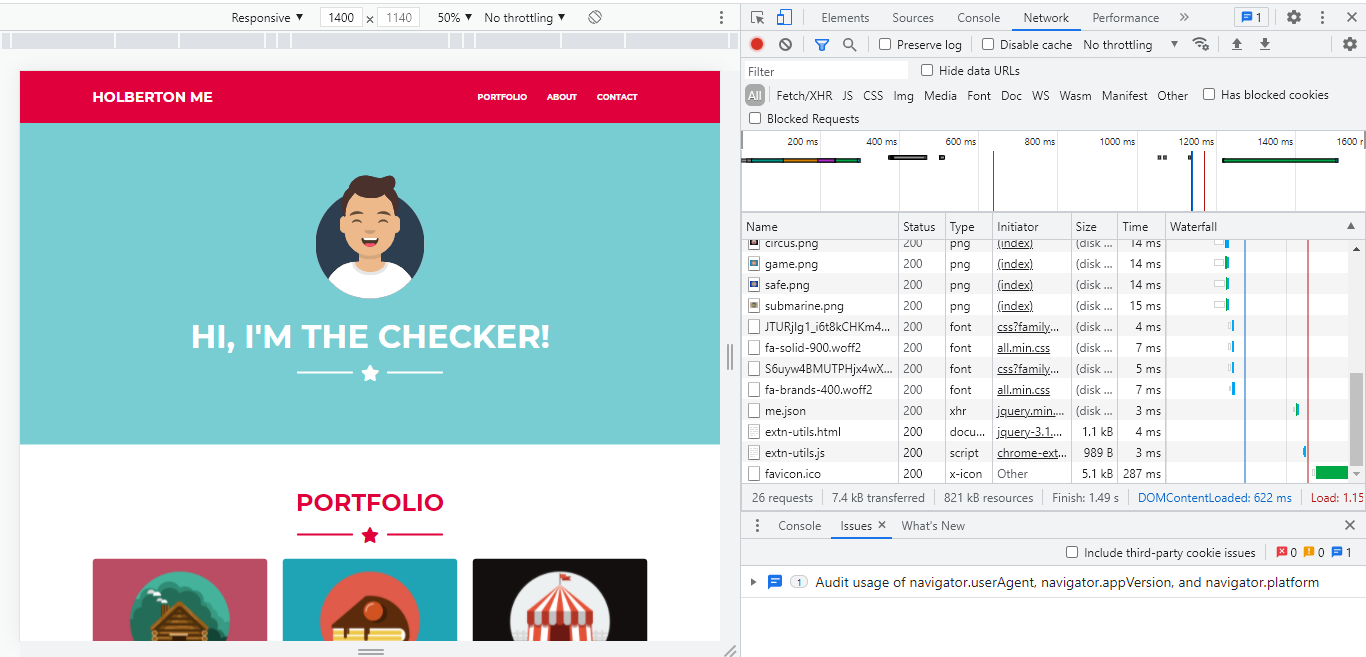 Responsive ▼ 1400 × 1140 50% ▼ No throttling ▼
HOLBERTON ME
PORTFOLIO ABOUT CONTACT
HI, I'M THE CHECKER!
PORTFOLIO
Elements Sources Console Network Performance » 1
Preserve log Disable cache No throttling ▼
Filter Hide data URLs
All Fetch/XHR JS CSS Img Media Font Doc WS Wasm Manifest Other Has blocked cookies
Blocked Requests
200 ms 400 ms 600 ms 800 ms 1000 ms 1200 ms 1400 ms 1600 r
Name Status Type Initiator Size Time Waterfall
circus.png 200 png (index) (disk ... 14 ms
game.png 200 png (index) (disk ... 14 ms
safe.png 200 png (index) (disk ... 14 ms
submarine.png 200 png (index) (disk ... 15 ms
JTURjIg1_i6t8kCHKm4... 200 font css?family... (disk ... 4 ms
fa-solid-900.woff2 200 font all.min.css (disk ... 7 ms
S6uyw4BMUTPHjx4wX... 200 font css?family... (disk ... 5 ms
fa-brands-400.woff2 200 font all.min.css (disk ... 7 ms
me.json 200 xhr jquery.min.... (disk ... 3 ms
extn-utils.html 200 docu... jquery-3.1.... 1.1 kB 4 ms
extn-utils.js 200 script chrome-ext... 989 B 3 ms
favicon.ico 200 x-icon Other 5.1 kB 287 ms
26 requests 7.4 kB transferred 821 kB resources Finish: 1.49 s DOMContentLoaded: 622 ms Load: 1.15
Console Issues × What's New
Include third-party cookie issues 0 0 1
1 Audit usage of navigator.userAgent, navigator.appVersion, and navigator.platform